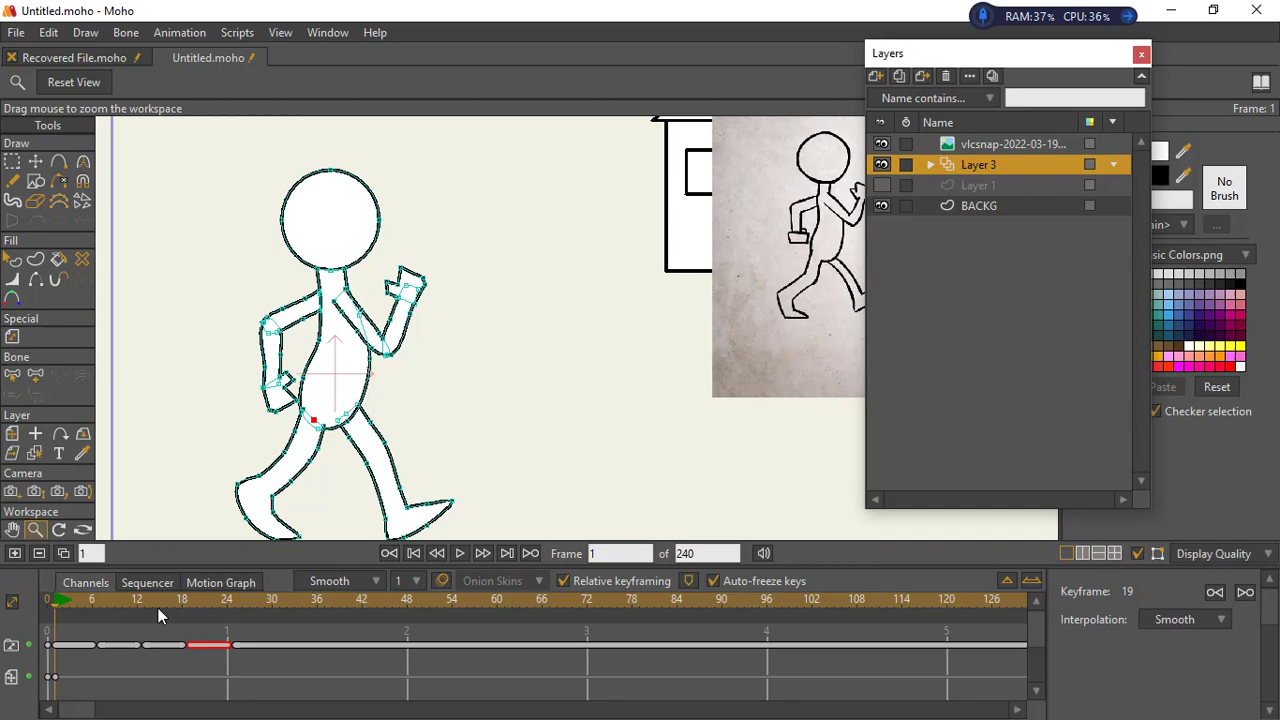 Untitled.moho - Moho
RAM:37% CPU:36%
File Edit Draw Bone Animation Scripts View Window Help
Recovered File.moho Untitled.moho
Reset View
Drag mouse to zoom the workspace
Frame: 1
Tools
Draw
Fill
Special
Bone
Layer
Camera
Workspace
Layers
Name contains...
Name
vlcsnap-2022-03-19...
Layer 3
Layer 1
BACKG
No
Brush
ain>
...
sic Colors.png
Paste Reset
Checker selection
1 Frame 1 of 240 Display Quality
Channels Sequencer Motion Graph Smooth 1 Onion Skins Relative keyframing Auto-freeze keys
0 6 12 18 24 30 36 42 48 54 60 66 72 78 84 90 96 102 108 114 120 126
0 1 2 3 4 5
Keyframe: 19
Interpolation: Smooth